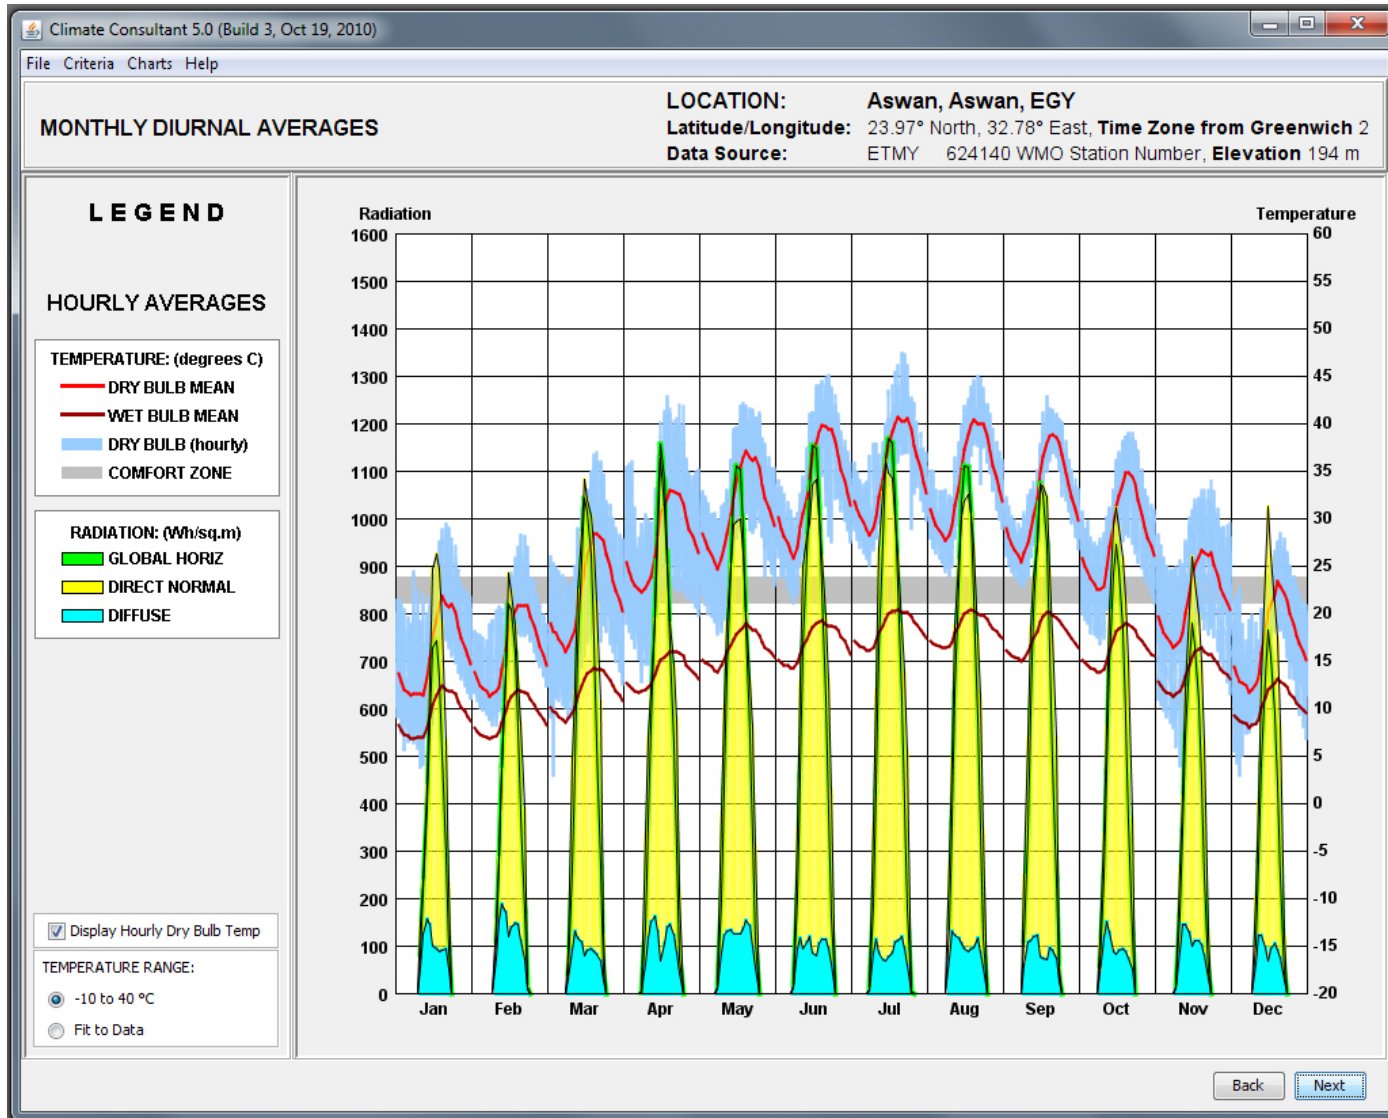 Climate Consultant 5.0 (Build 3, Oct 19, 2010)
File Criteria Charts Help
MONTHLY DIURNAL AVERAGES
LOCATION: Aswan, Aswan, EGY
Latitude/Longitude: 23.97° North, 32.78° East, Time Zone from Greenwich 2
Data Source: ETMY 624140 WMO Station Number, Elevation 194 m
LEGEND
HOURLY AVERAGES
TEMPERATURE: (degrees C)
DRY BULB MEAN
WET BULB MEAN
DRY BULB (hourly)
COMFORT ZONE
RADIATION: (Wh/sq.m)
GLOBAL HORIZ
DIRECT NORMAL
DIFFUSE
Display Hourly Dry Bulb Temp
TEMPERATURE RANGE:
-10 to 40 °C
Fit to Data
Radiation Temperature
1600 60
1500 55
1400 50
1300 45
1200 40
1100 35
1000 30
900 25
800 20
700 15
600 10
500 5
400 0
300 -5
200 -10
100 -15
0 -20
Jan Feb Mar Apr May Jun Jul Aug Sep Oct Nov Dec
Back Next